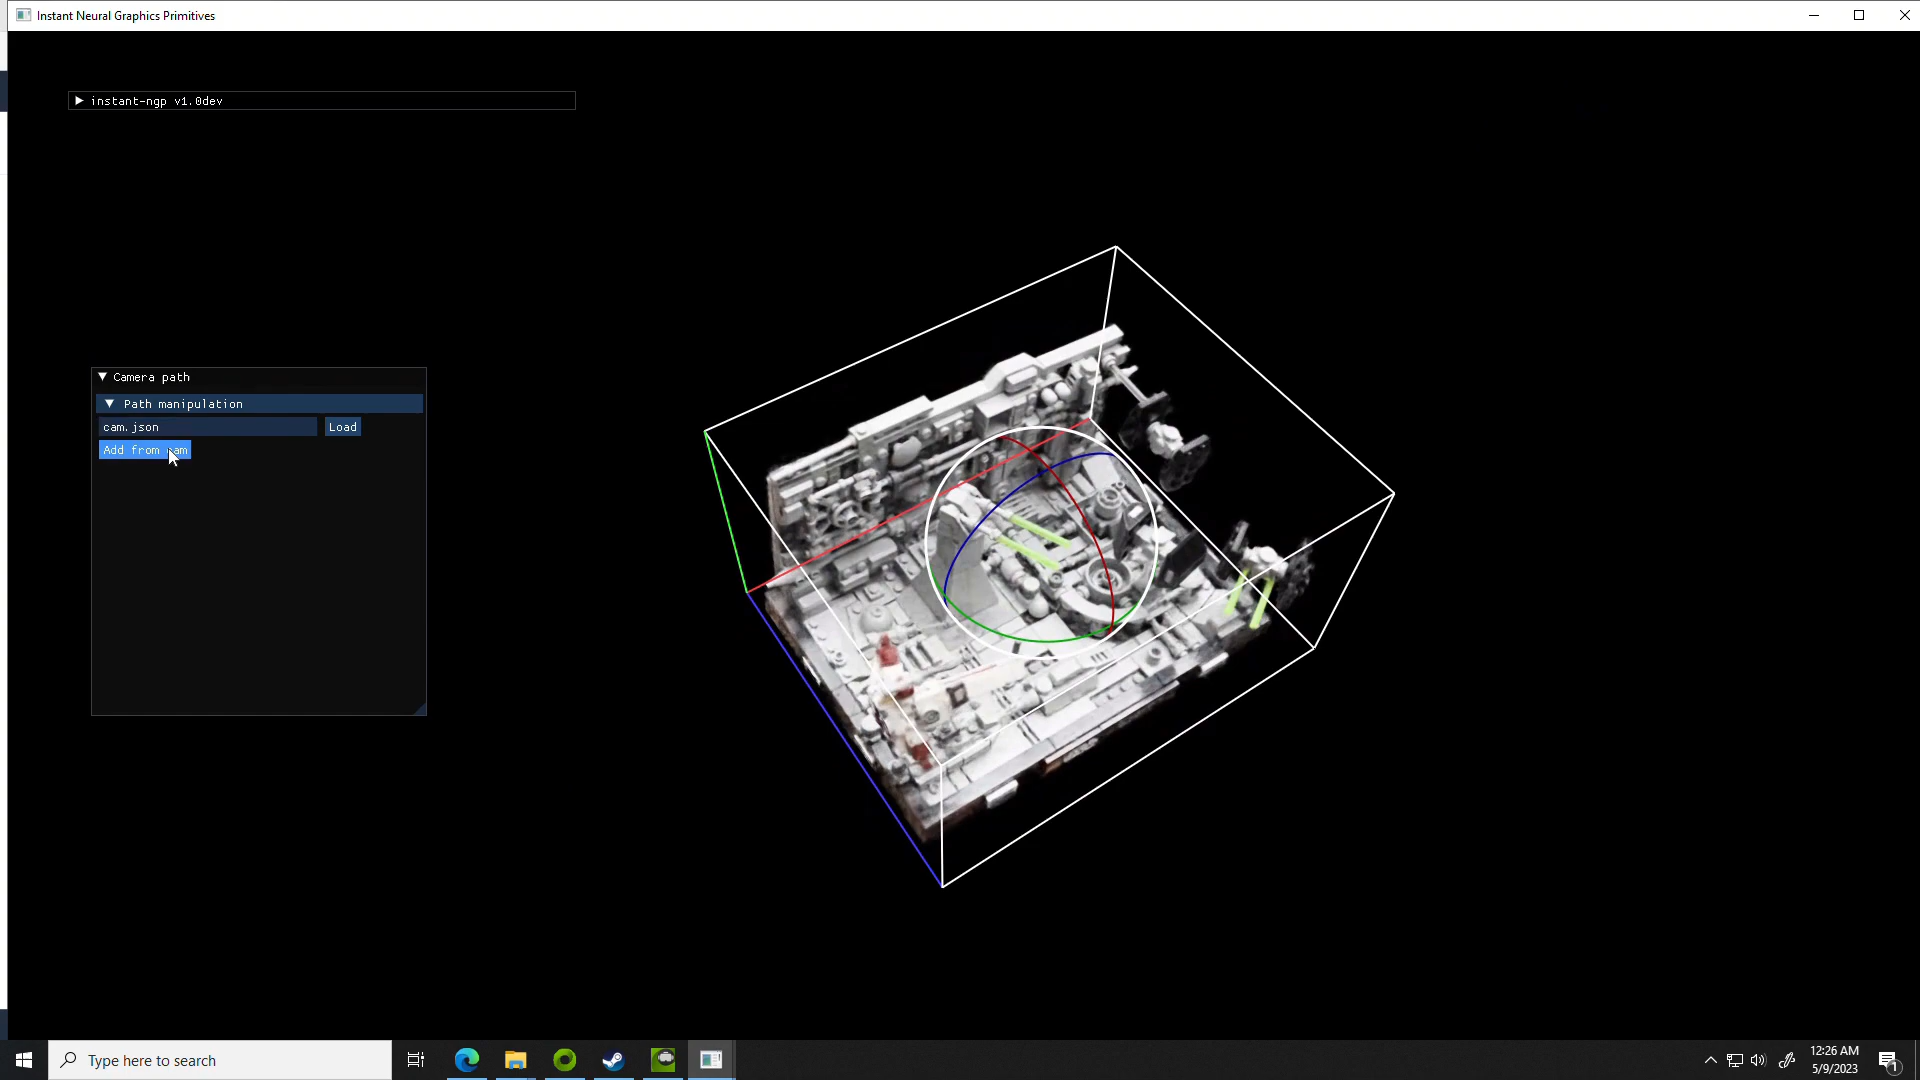 Instant Neural Graphics Primitives
instant-ngp v1.0dev
Camera path
Path manipulation
cam.json
Load
Add from cam
Type here to search
12:26 AM
5/9/2023
1